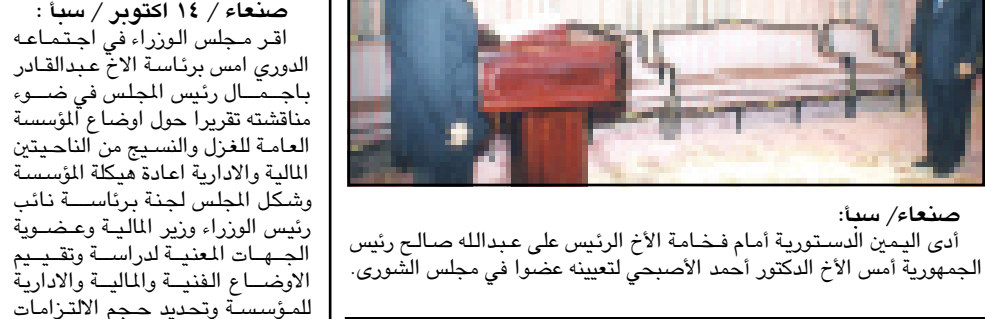 صنعاء / ١٤ اكتوبر / سبأ :
اقر مجلس الوزراء في اجتماعه
الدوري امس برئاسة الاخ عبدالقادر
باجمال رئيس المجلس في ضوء
مناقشته تقريرا حول اوضاع المؤسسة
العامة للغزل والنسيج من الناحيتين
المالية والادارية اعادة هيكلة المؤسسة
وشكل المجلس لجنة برئاسة نائب
رئيس الوزراء وزير المالية وعضوية
الجهات المعنية لدراسة وتقييم
الاوضاع الفنية والمالية والادارية
للمؤسسة وتحديد حجم الالتزامات
صنعاء/ سبأ:
أدى اليمين الدستورية أمام فخامة الأخ الرئيس علی عبدالله صالح رئيس
الجمهورية أمس الأخ الدكتور أحمد الأصبحي لتعيينه عضوا في مجلس الشورى.